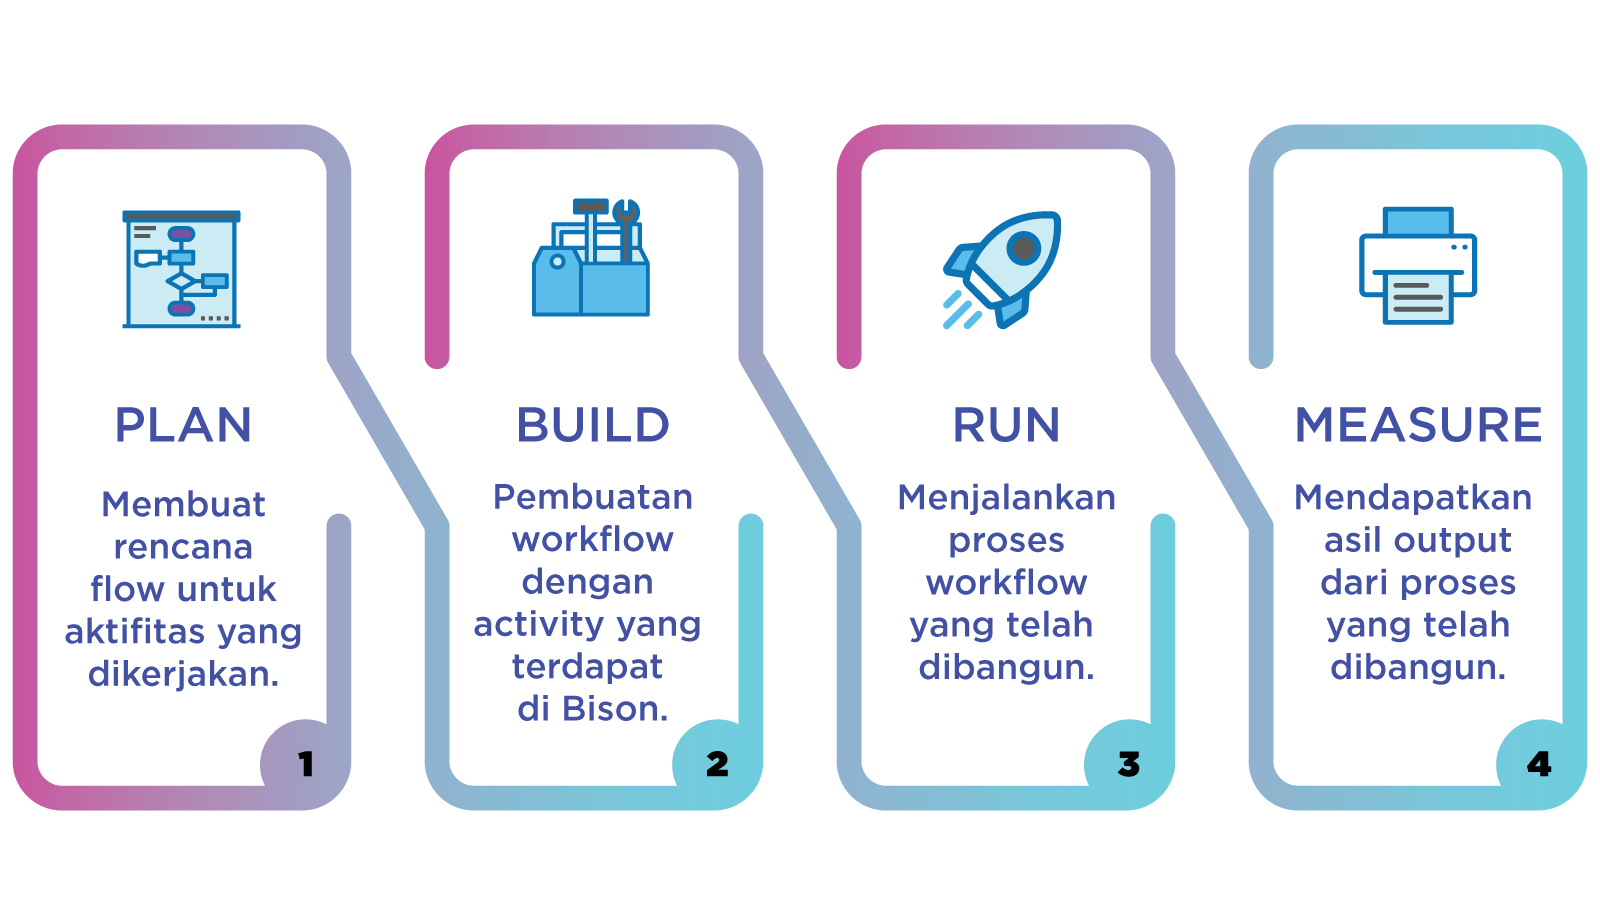 PLAN
Membuat
rencana
flow untuk
aktifitas yang
dikerjakan.
1
BUILD
Pembuatan
workflow
dengan
activity yang
terdapat
di Bison.
2
RUN
Menjalankan
proses
workflow
yang telah
dibangun.
3
MEASURE
Mendapatkan
asil output
dari proses
yang telah
dibangun.
4